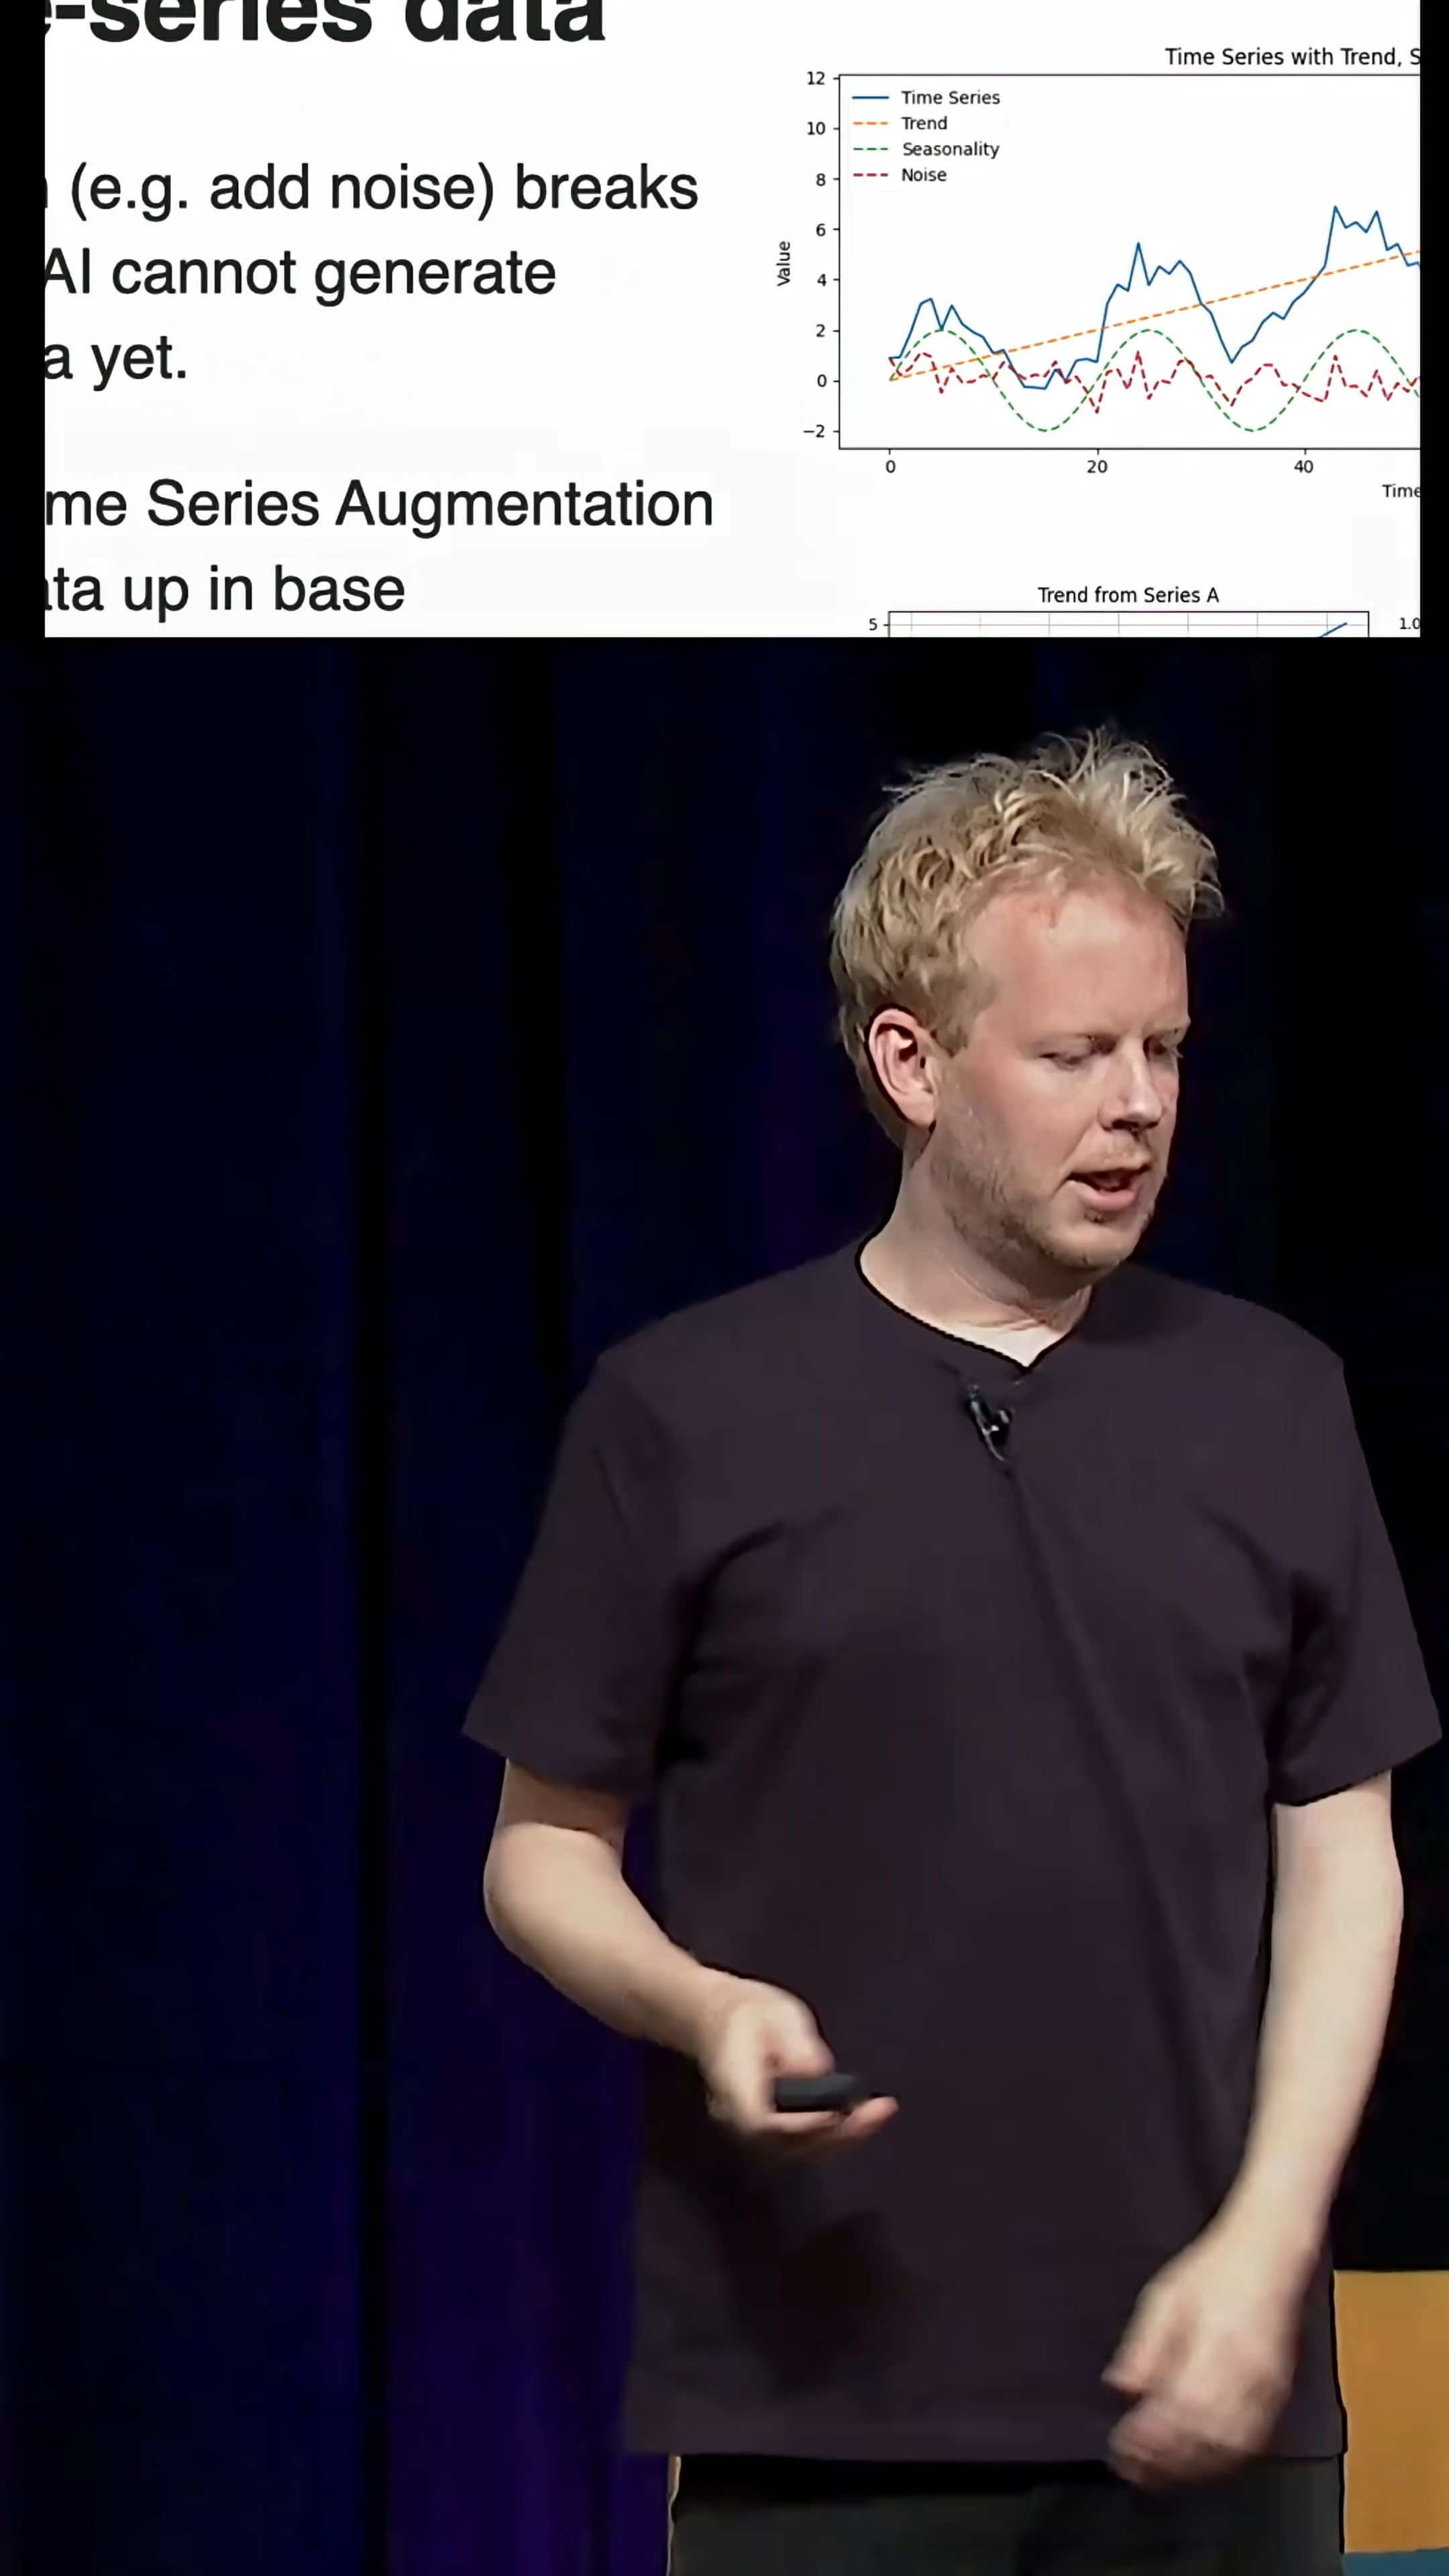 -series data
(e.g. add noise) breaks
AI cannot generate
a yet.
me Series Augmentation
ta up in base
Time Series with Trend, S
12
10
8
6
4
2
0
−2
Value
Time Series
Trend
Seasonality
Noise
0 20 40
Time
Trend from Series A
5
1.0